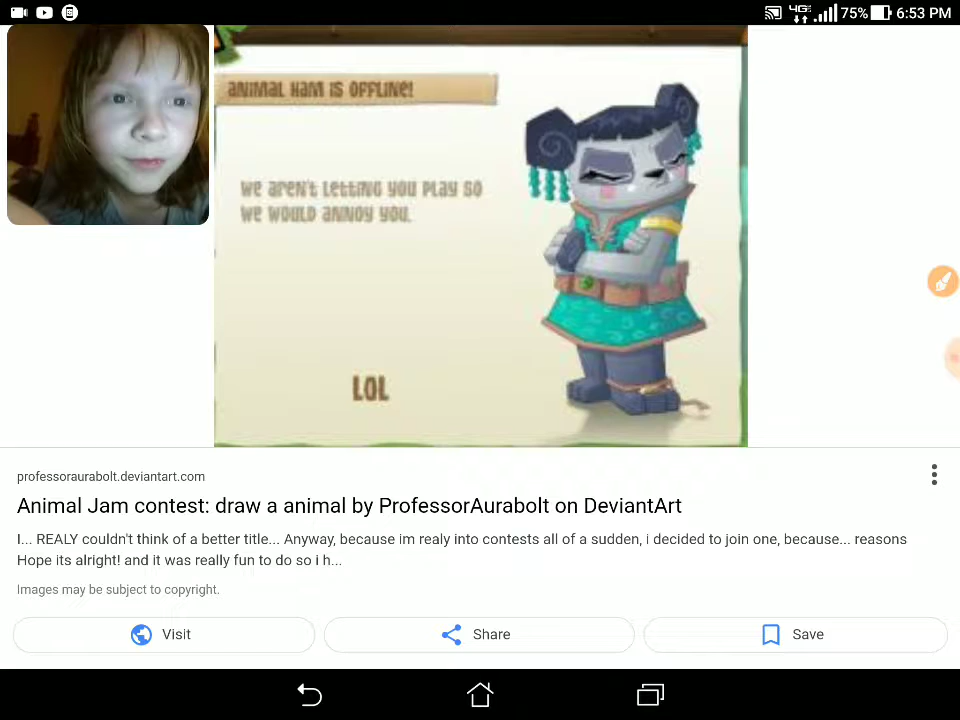 4G
75%
6:53 PM
ANIMAL HAM IS OFFLINE!
We aren't letting you play so
we would annoy you.
LOL
professoraurabolt.deviantart.com
Animal Jam contest: draw a animal by ProfessorAurabolt on DeviantArt
I... REALY couldn't think of a better title... Anyway, because im realy into contests all of a sudden, i decided to join one, because... reasons
Hope its alright! and it was really fun to do so i h...
Images may be subject to copyright.
Visit
Share
Save